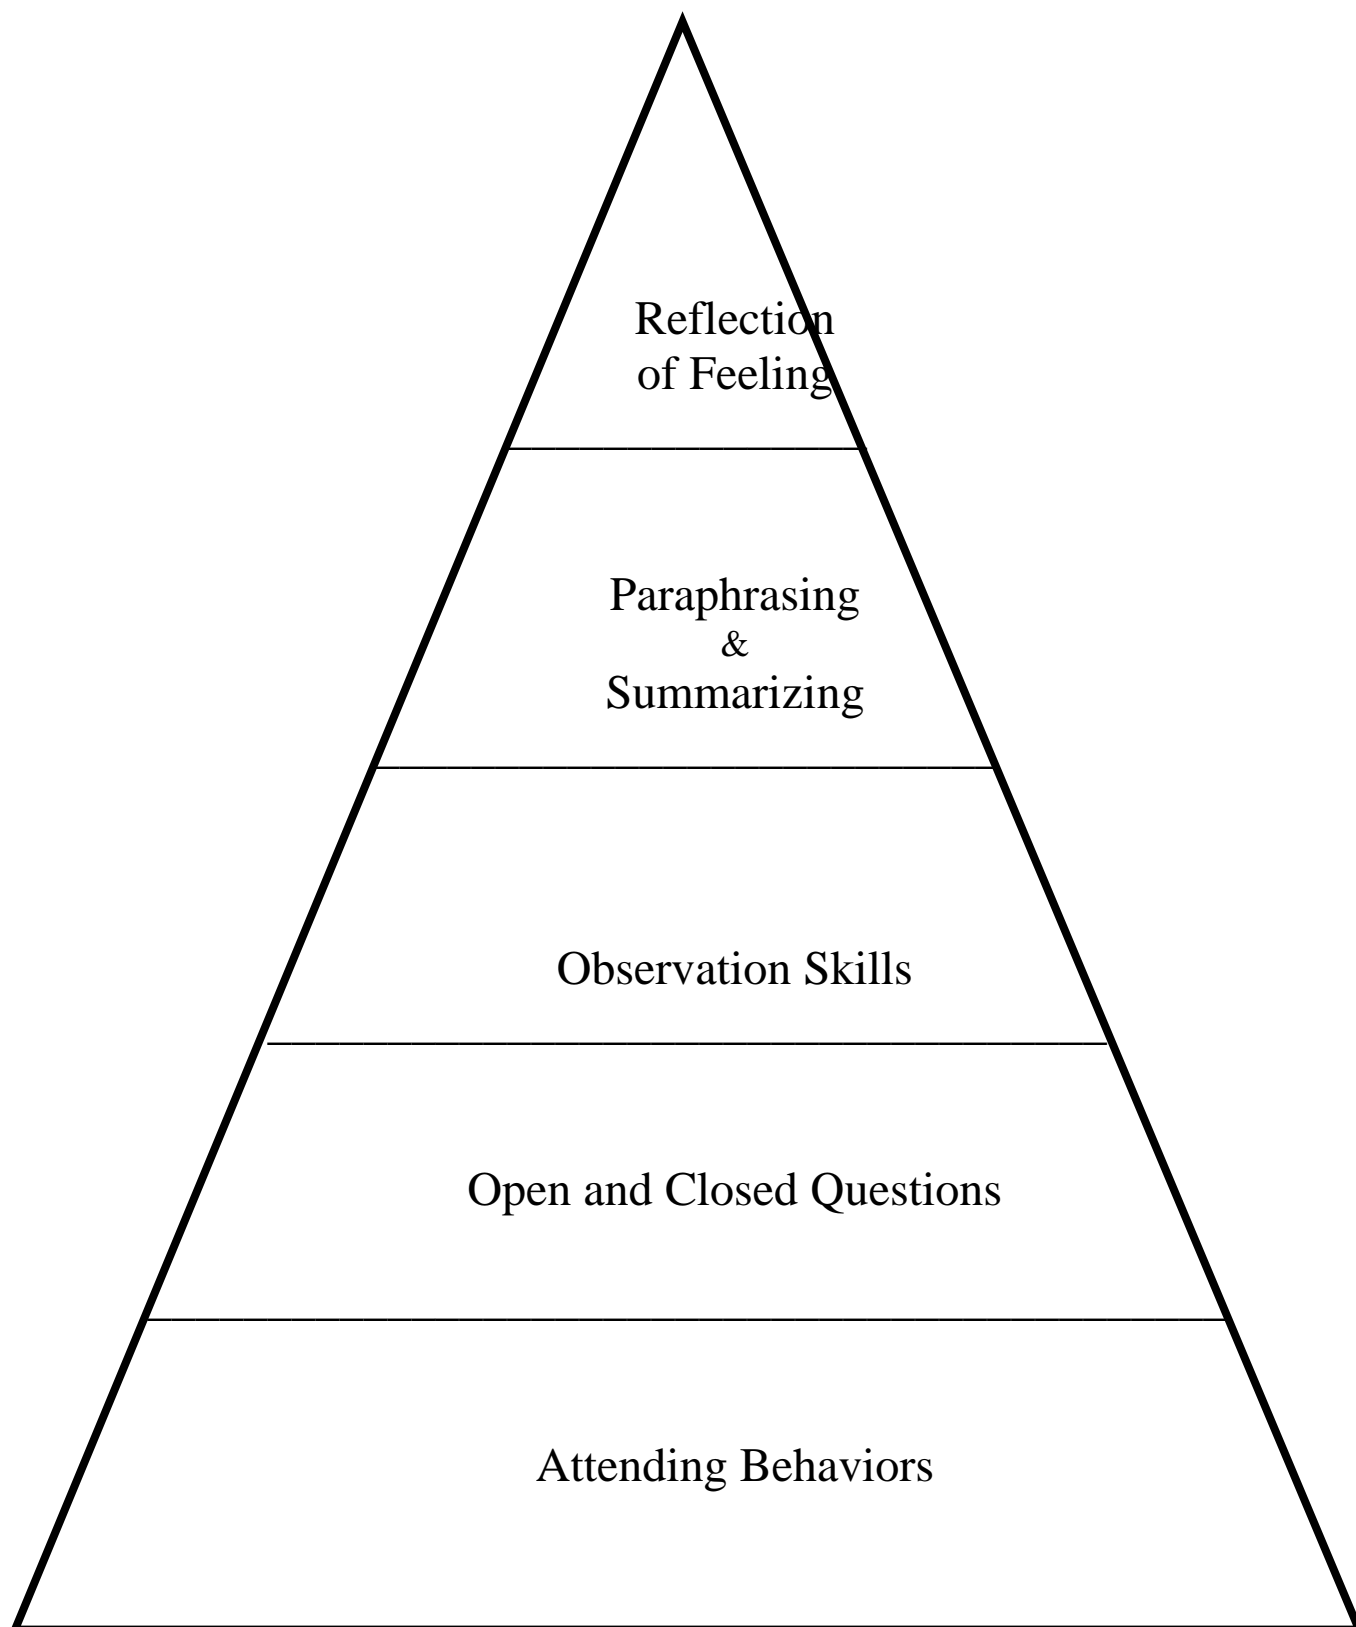 Reflection
of Feeling
Paraphrasing
&
Summarizing
Observation Skills
Open and Closed Questions
Attending Behaviors